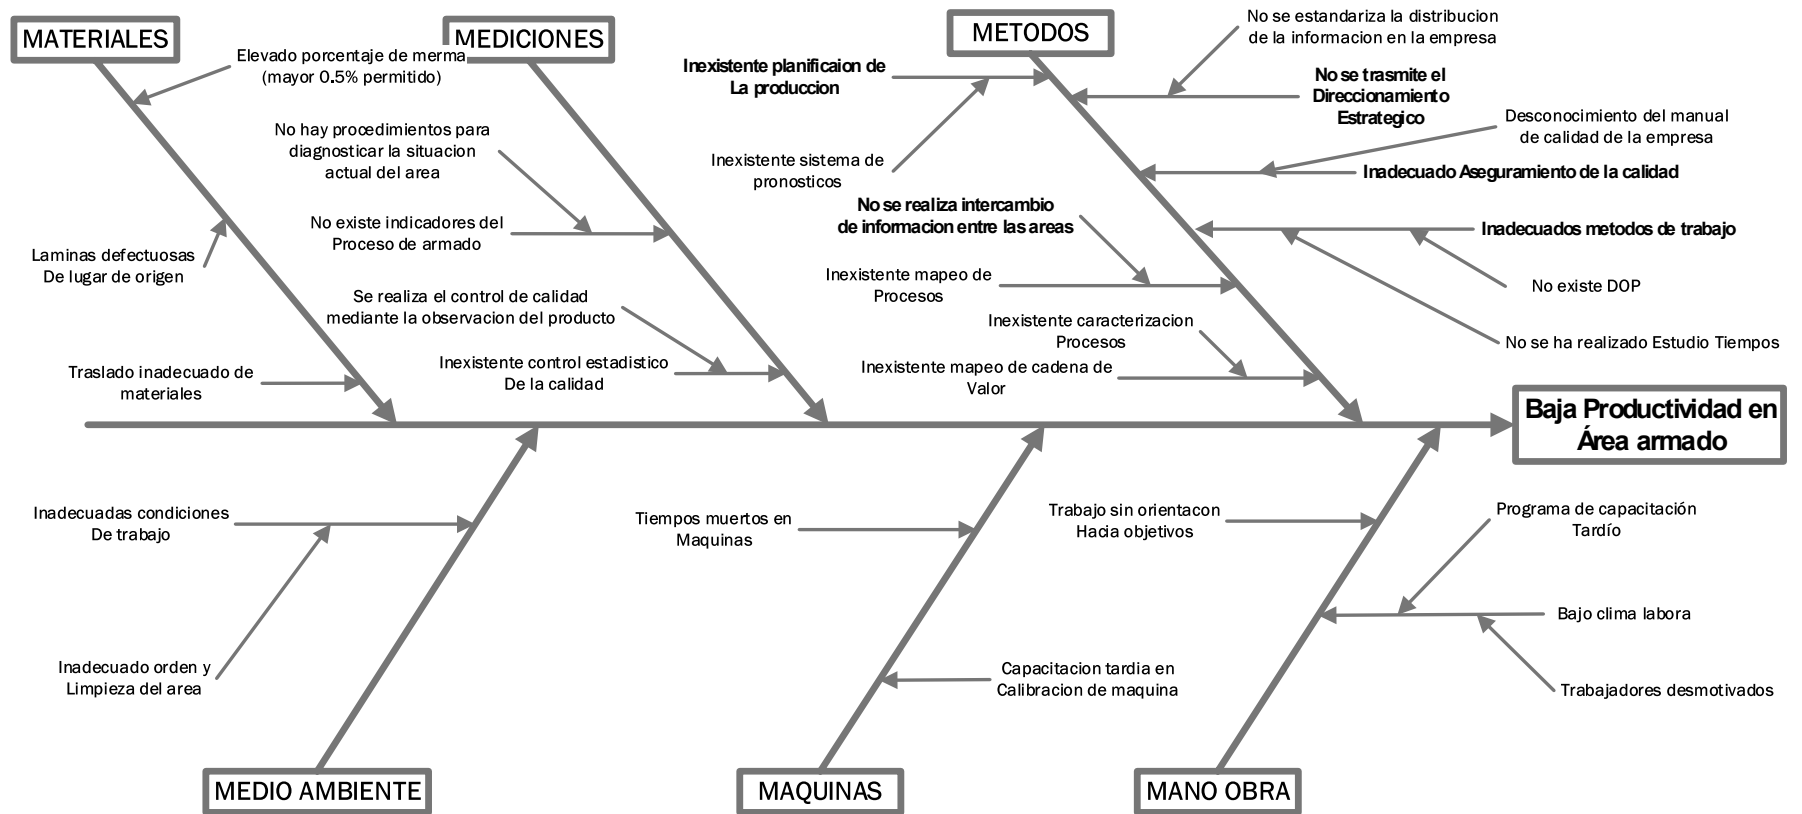 MATERIALES
Elevado porcentaje de merma
(mayor 0.5% permitido)
Laminas defectuosas
De lugar de origen
Traslado inadecuado de
materiales
MEDICIONES
No hay procedimientos para
diagnosticar la situacion
actual del area
No existe indicadores del
Proceso de armado
Se realiza el control de calidad
mediante la observacion del producto
Inexistente control estadistico
De la calidad
METODOS
Inexistente planificaion de
La produccion
Inexistente sistema de
pronosticos
No se realiza intercambio
de informacion entre las areas
Inexistente mapeo de
Procesos
Inexistente caracterizacion
Procesos
Inexistente mapeo de cadena de
Valor
No se estandariza la distribucion
de la informacion en la empresa
No se trasmite el
Direccionamiento
Estrategico
Desconocimiento del manual
de calidad de la empresa
Inadecuado Aseguramiento de la calidad
Inadecuados metodos de trabajo
No existe DOP
No se ha realizado Estudio Tiempos
Baja Productividad en
Área armado
Inadecuadas condiciones
De trabajo
Inadecuado orden y
Limpieza del area
MEDIO AMBIENTE
Tiempos muertos en
Maquinas
Capacitacion tardia en
Calibracion de maquina
MAQUINAS
Trabajo sin orientacon
Hacia objetivos
Programa de capacitación
Tardío
Bajo clima labora
Trabajadores desmotivados
MANO OBRA